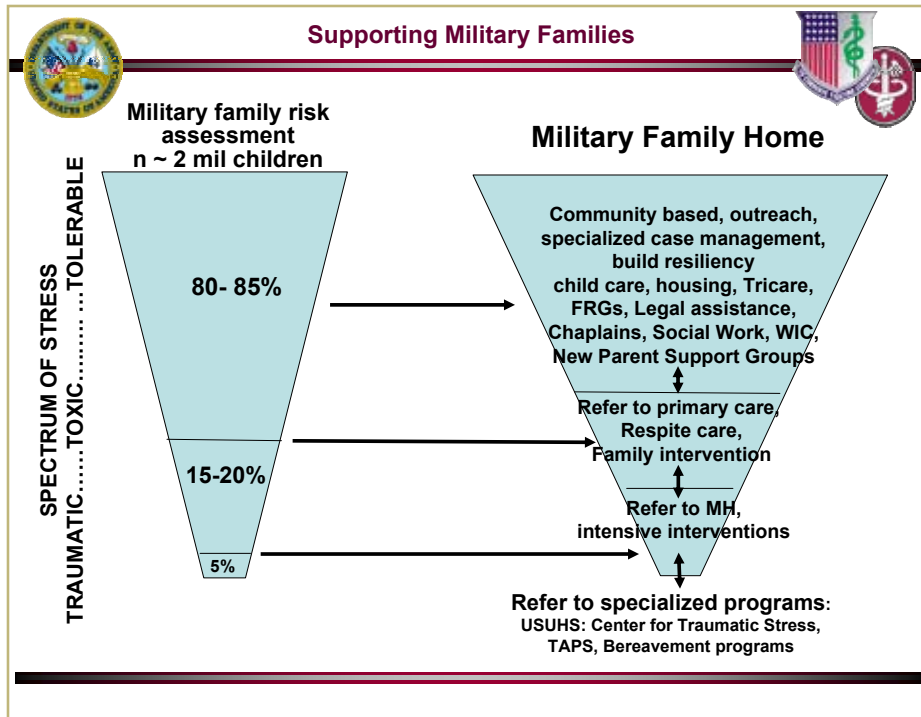 Supporting Military Families
Military family risk
assessment
n ~ 2 mil children
Military Family Home
SPECTRUM OF STRESS
TRAUMATIC......TOXIC......... ...TOLERABLE
80- 85%
15-20%
5%
Community based, outreach,
specialized case management,
build resiliency
child care, housing, Tricare,
FRGs, Legal assistance,
Chaplains, Social Work, WIC,
New Parent Support Groups
Refer to primary care,
Respite care,
Family intervention
Refer to MH,
intensive interventions
Refer to specialized programs:
USUHS: Center for Traumatic Stress,
TAPS, Bereavement programs